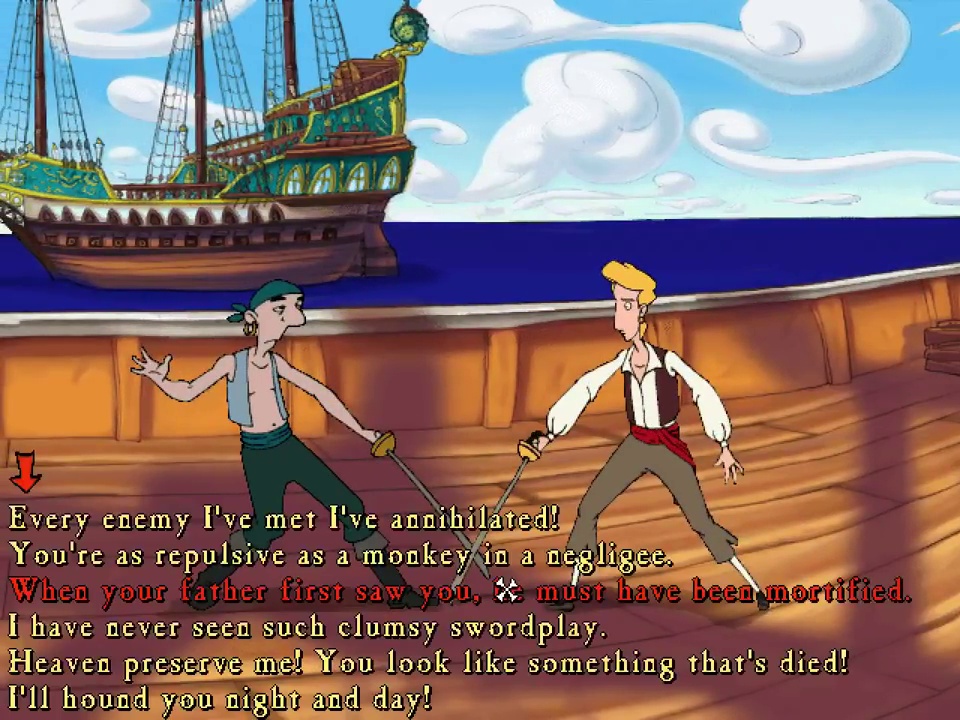 Every enemy I've met I've annihilated!
You're as repulsive as a monkey in a negligee.
When your father first saw you, must have been mortified.
I have never seen such clumsy swordplay.
Heaven preserve me! You look like something that's died!
I'll hound you night and day!